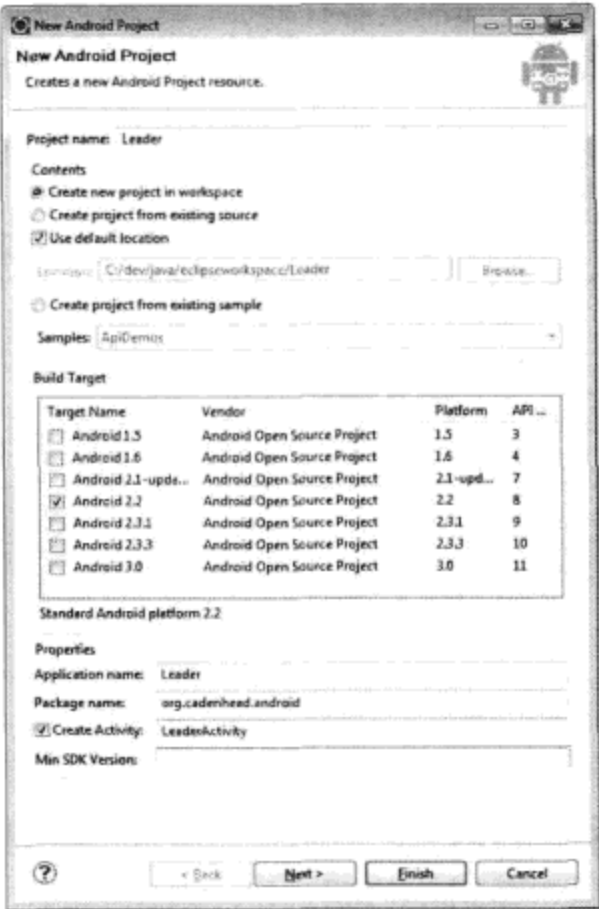 New Android Project
New Android Project
Creates a new Android Project resource.
Project name: Leader
Contents
Create new project in workspace
Create project from existing source
Use default location
Location: C:/dev/java/eclipseworkspace/Leader Browse...
Create project from existing sample
Samples: ApiDemos
Build Target
Target Name Vendor Platform API ...
Android 1.5 Android Open Source Project 1.5 3
Android 1.6 Android Open Source Project 1.6 4
Android 2.1-upda... Android Open Source Project 2.1-upd... 7
Android 2.2 Android Open Source Project 2.2 8
Android 2.3.1 Android Open Source Project 2.3.1 9
Android 2.3.3 Android Open Source Project 2.3.3 10
Android 3.0 Android Open Source Project 3.0 11
Standard Android platform 2.2
Properties
Application name: Leader
Package name: org.cadenhead.android
Create Activity: LeaderActivity
Min SDK Version:
? < Back Next > Finish Cancel